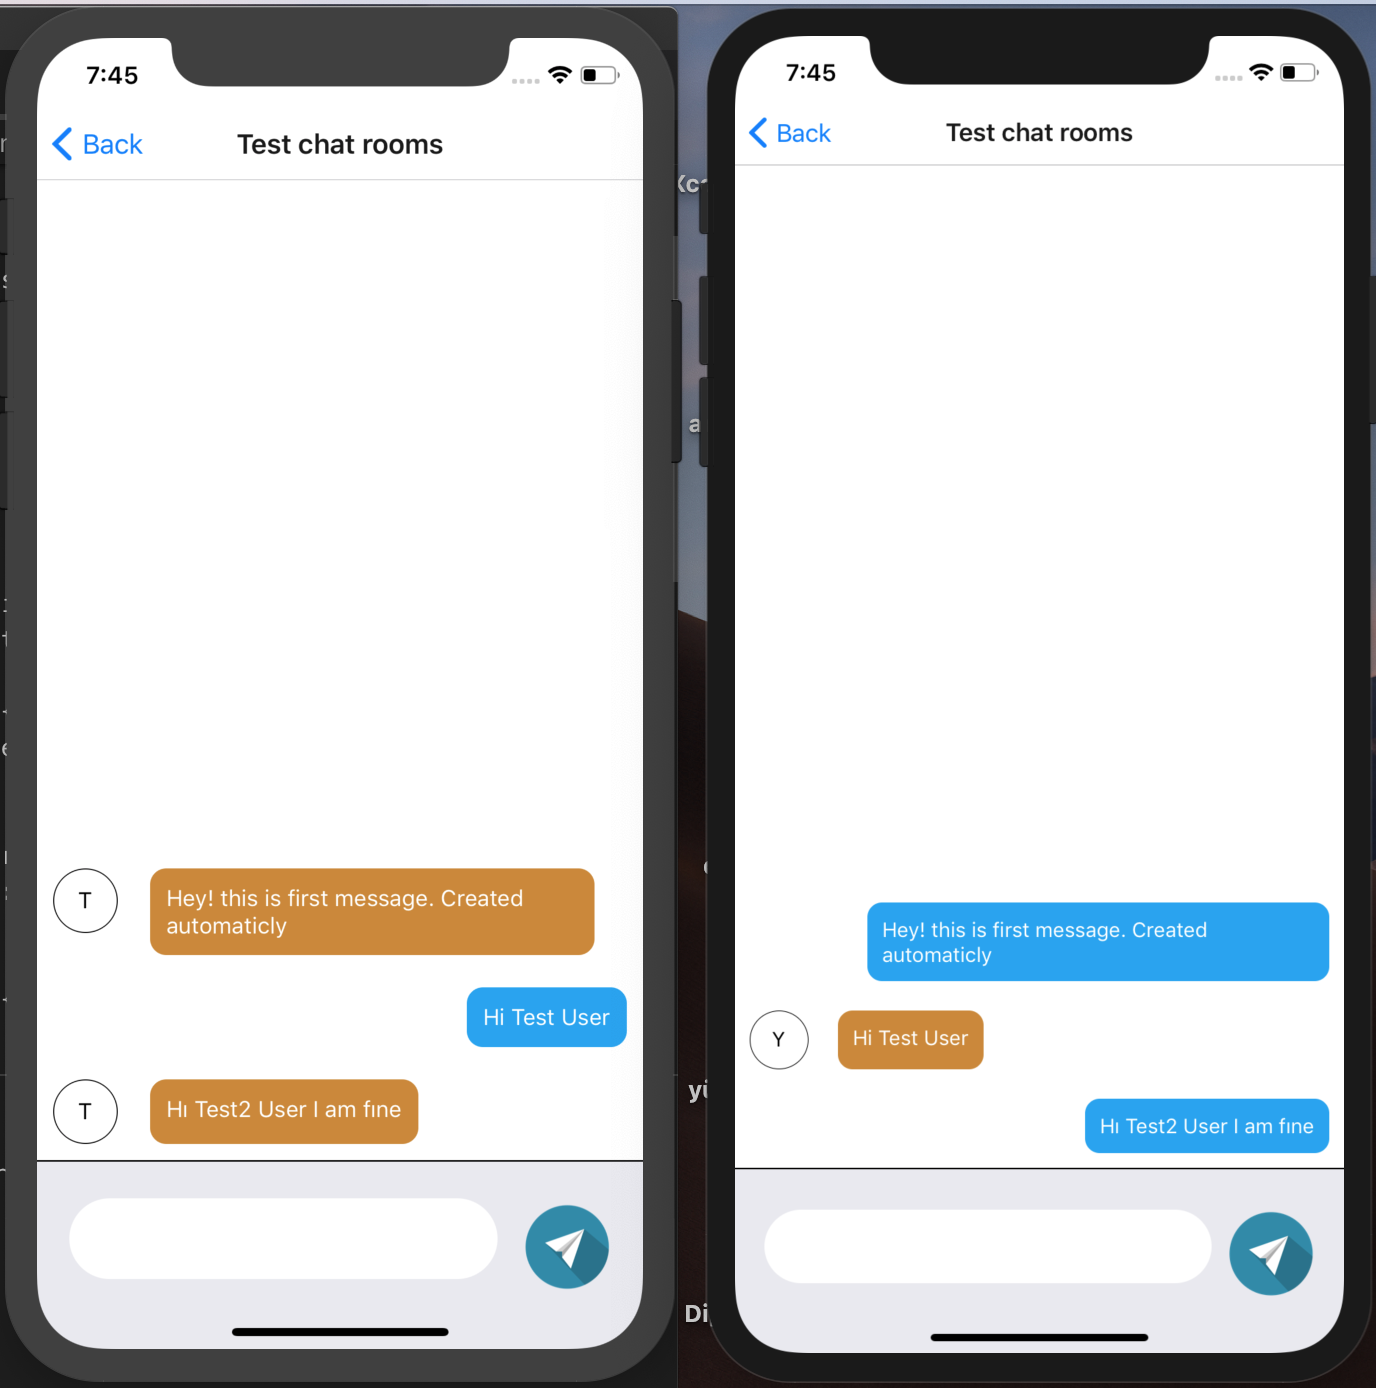 7:45
Back
Test chat rooms
T
Hey! this is first message. Created
automaticly
Hi Test User
T
Hı Test2 User I am fıne
7:45
Back
Test chat rooms
Hey! this is first message. Created
automaticly
Y
Hi Test User
Hı Test2 User I am fıne